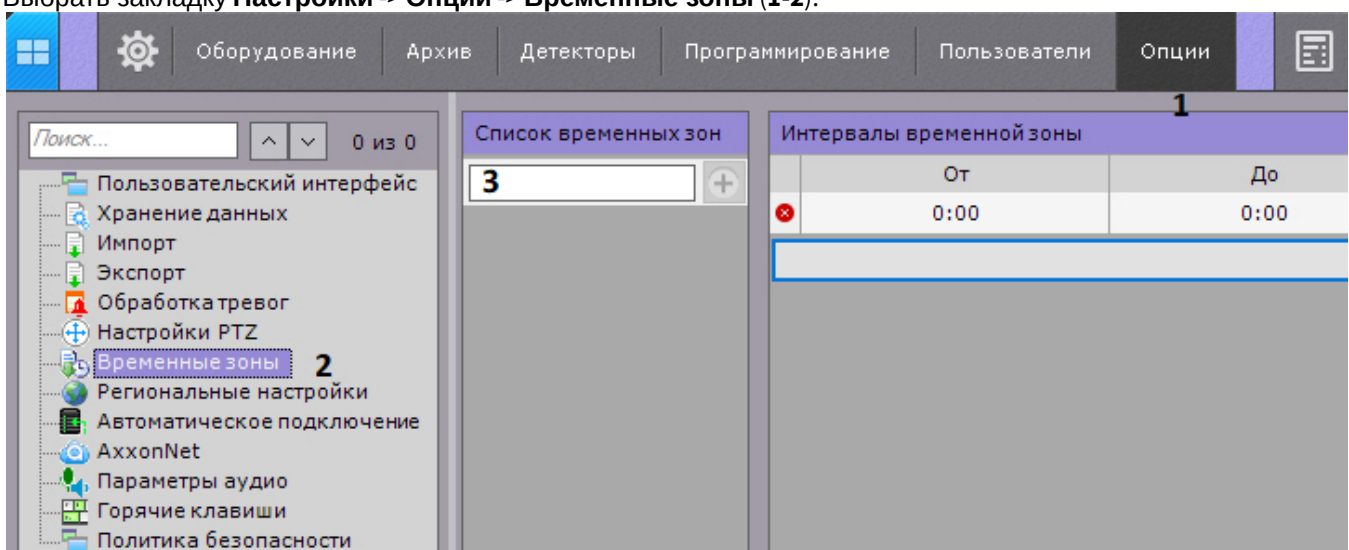 Выбрать закладку Настройки -> Опции -> Временные зоны (1-2).
Оборудование Архив Детекторы Программирование Пользователи Опции
1
Поиск... 0 из 0
Пользовательский интерфейс
Хранение данных
Импорт
Экспорт
Обработка тревог
Настройки PTZ
Временные зоны 2
Региональные настройки
Автоматическое подключение
AxxonNet
Параметры аудио
Горячие клавиши
Политика безопасности
Список временных зон
3
Интервалы временной зоны
От До
0:00 0:00